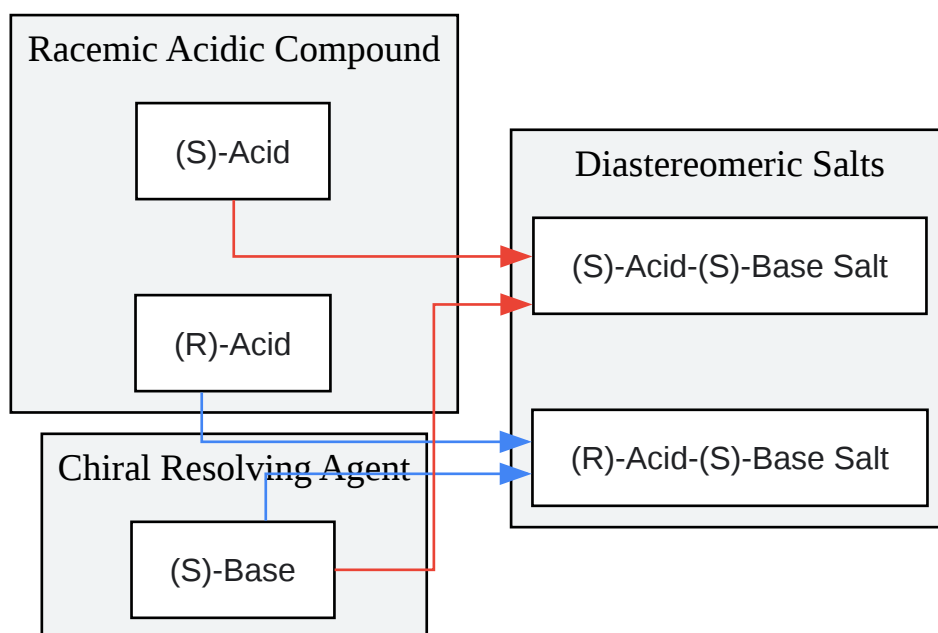 Racemic Acidic Compound
(S)-Acid
(R)-Acid
Chiral Resolving Agent
(S)-Base
Diastereomeric Salts
(S)-Acid-(S)-Base Salt
(R)-Acid-(S)-Base Salt